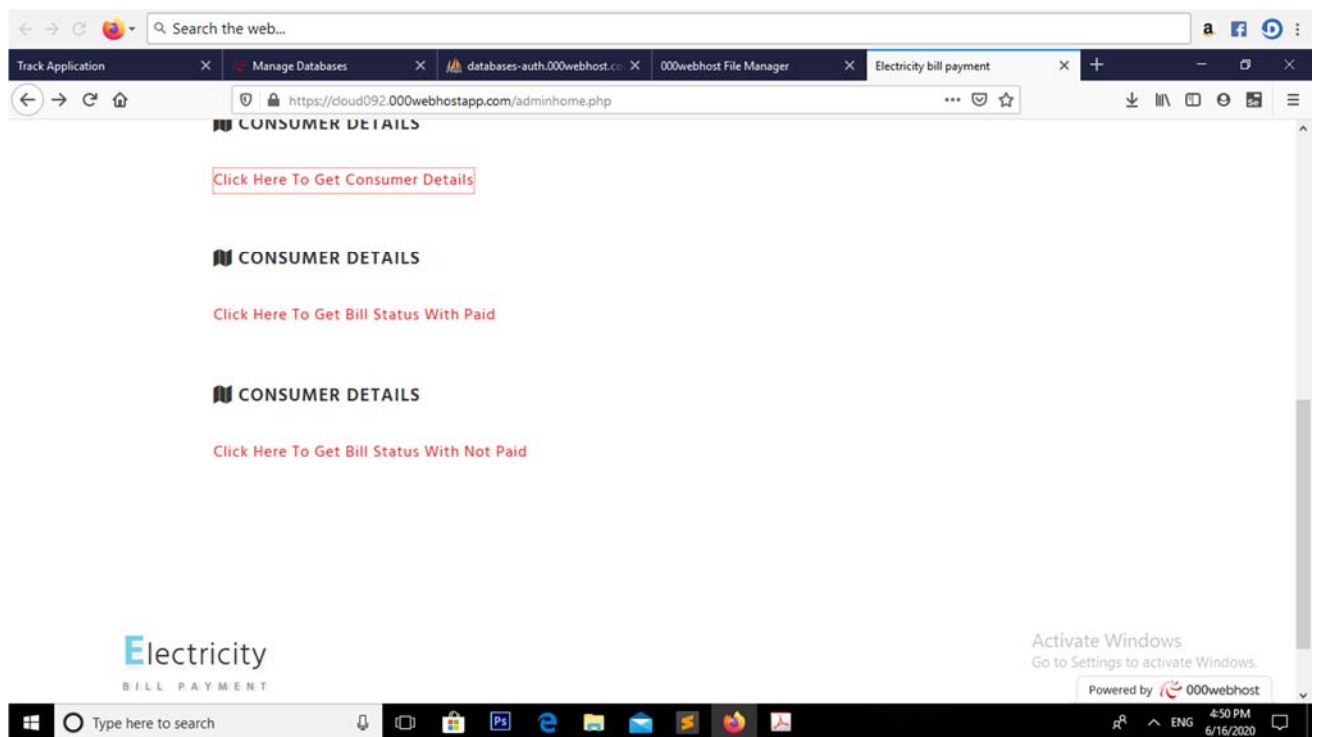 Search the web...
Track Application
Manage Databases
databases-auth.000webhost.co
000webhost File Manager
Electricity bill payment
https://cloud092.000webhostapp.com/adminhome.php
CONSUMER DETAILS
Click Here To Get Consumer Details
CONSUMER DETAILS
Click Here To Get Bill Status With Paid
CONSUMER DETAILS
Click Here To Get Bill Status With Not Paid
Electricity
BILL PAYMENT
Activate Windows
Go to Settings to activate Windows.
Powered by 000webhost
Type here to search
Ps
ENG
4:50 PM
6/16/2020